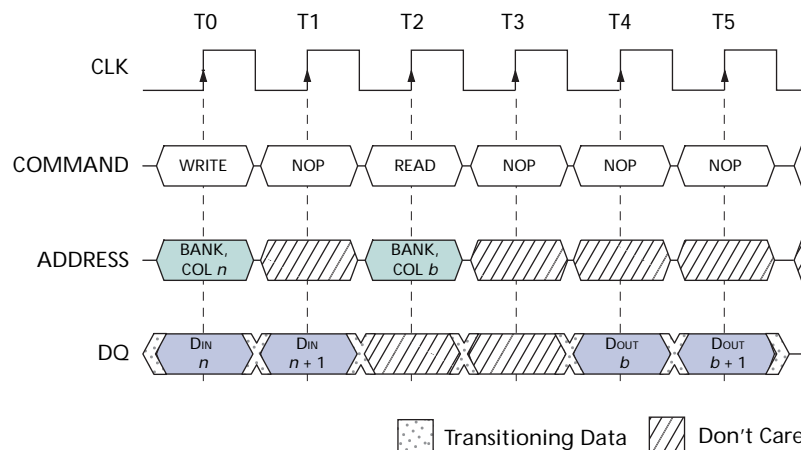 T0 T1 T2 T3 T4 T5
CLK
COMMAND WRITE NOP READ NOP NOP NOP
ADDRESS BANK, COL n BANK, COL b
DQ DIN n DIN n + 1 DOUT b DOUT b + 1
Transitioning Data Don't Care